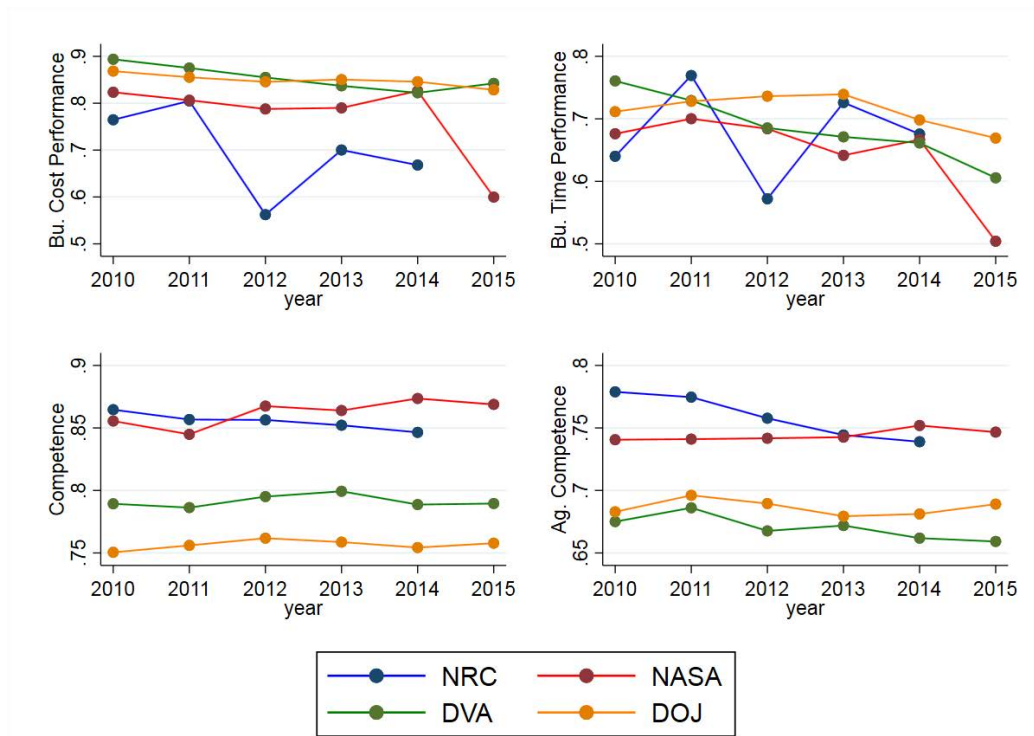 Bu. Cost Performance
.9
.8
.7
.6
.5
2010 2011 2012 2013 2014 2015
year
Bu. Time Performance
.8
.7
.6
.5
2010 2011 2012 2013 2014 2015
year
Competence
.9
.85
.8
.75
2010 2011 2012 2013 2014 2015
year
Ag. Competence
.8
.75
.7
.65
2010 2011 2012 2013 2014 2015
year
NRC NASA
DVA DOJ